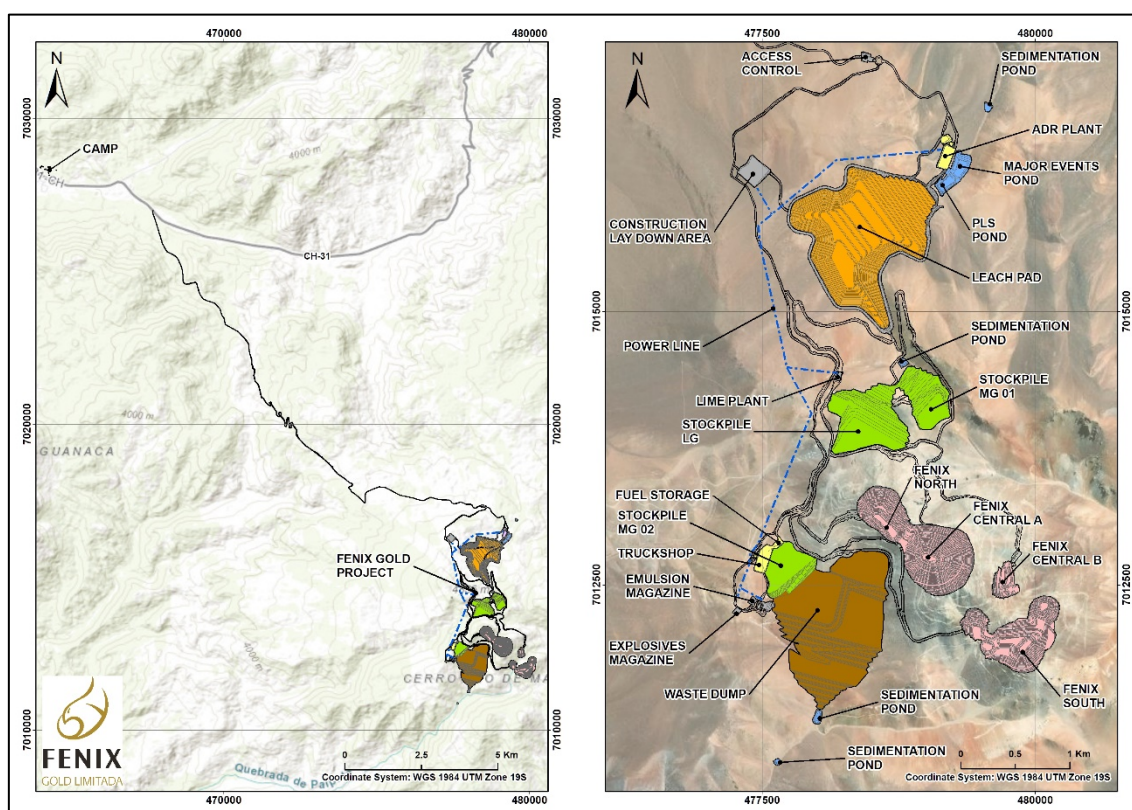 470000
480000
N
7030000
7030000
CAMP
4000 m
CH-31
4000 m
7020000
7020000
GUANACA
FENIX GOLD
PROJECT
4000 m
7010000
7010000
FENIX
GOLD LIMITADA
0
2.5
5 Km
Coordinate System: WGS 1984 UTM Zone 19S
470000
480000
477500
480000
N
ACCESS
CONTROL
SEDIMENTATION
POND
ADR PLANT
MAJOR EVENTS
POND
CONSTRUCTION
LAY DOWN AREA
PLS
POND
LEACH PAD
7015000
7015000
POWER LINE
SEDIMENTATION
POND
LIME PLANT
STOCKPILE
MG 01
STOCKPILE
LG
FENIX
NORTH
FUEL STORAGE
STOCKPILE
MG 02
FENIX
CENTRAL A
TRUCKSHOP
FENIX
CENTRAL B
7012500
7012500
EMULSION
MAGAZINE
EXPLOSIVES
MAGAZINE
WASTE DUMP
SEDIMENTATION
POND
FENIX
SOUTH
SEDIMENTATION
POND
0
0.5
1 Km
Coordinate System: WGS 1984 UTM Zone 19S
477500
480000